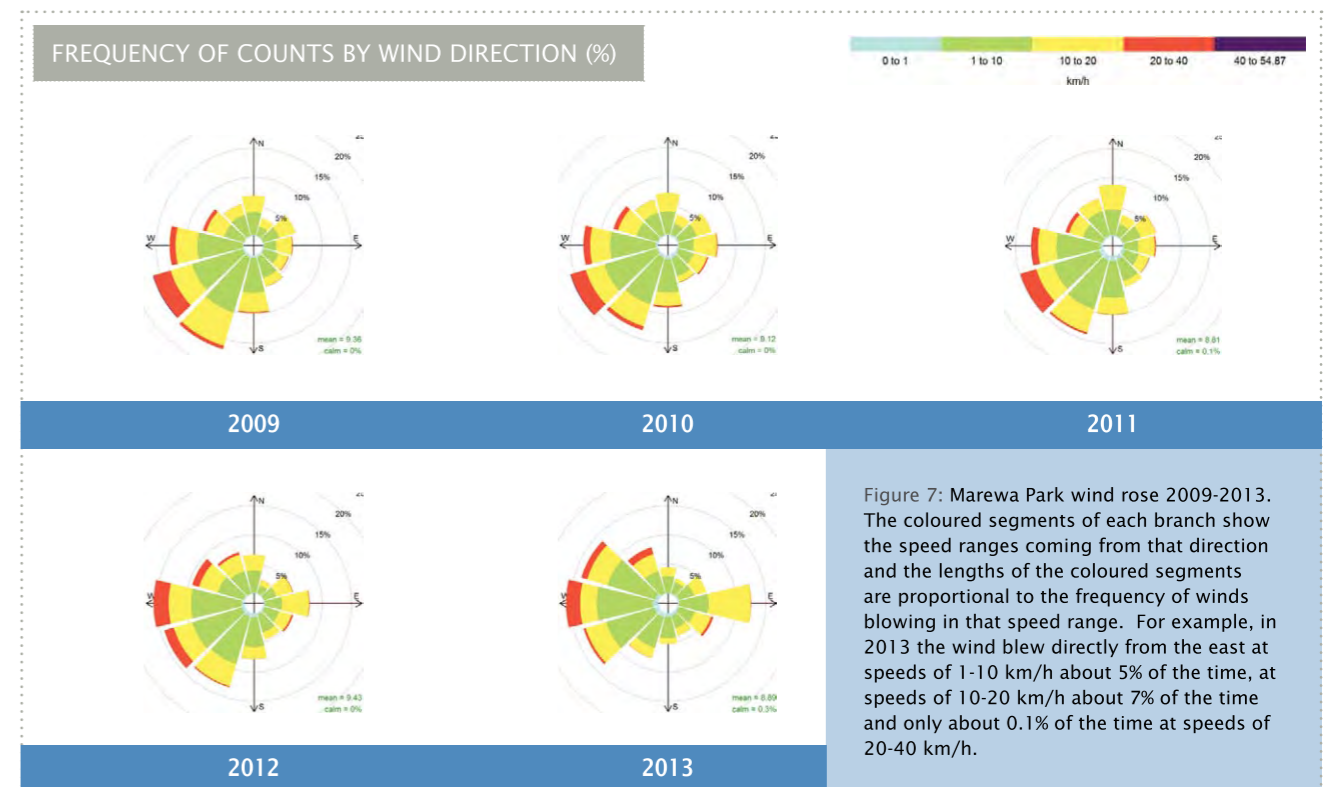 FREQUENCY OF COUNTS BY WIND DIRECTION (%)
0 to 1 1 to 10 10 to 20 20 to 40 40 to 54.87
km/h
N
20%
15%
10%
5%
W E
S
mean = 9.36
calm = 0%
N
20%
15%
10%
5%
W E
S
mean = 9.12
calm = 0%
N
20%
15%
10%
5%
W E
S
mean = 8.81
calm = 0.1%
2009 2010 2011
N
20%
15%
10%
5%
W E
S
mean = 9.43
calm = 0%
N
20%
15%
10%
5%
W E
S
mean = 8.89
calm = 0.3%
Figure 7: Marewa Park wind rose 2009-2013.
The coloured segments of each branch show
the speed ranges coming from that direction
and the lengths of the coloured segments
are proportional to the frequency of winds
blowing in that speed range. For example, in
2013 the wind blew directly from the east at
speeds of 1-10 km/h about 5% of the time, at
speeds of 10-20 km/h about 7% of the time
and only about 0.1% of the time at speeds of
20-40 km/h.
2012 2013